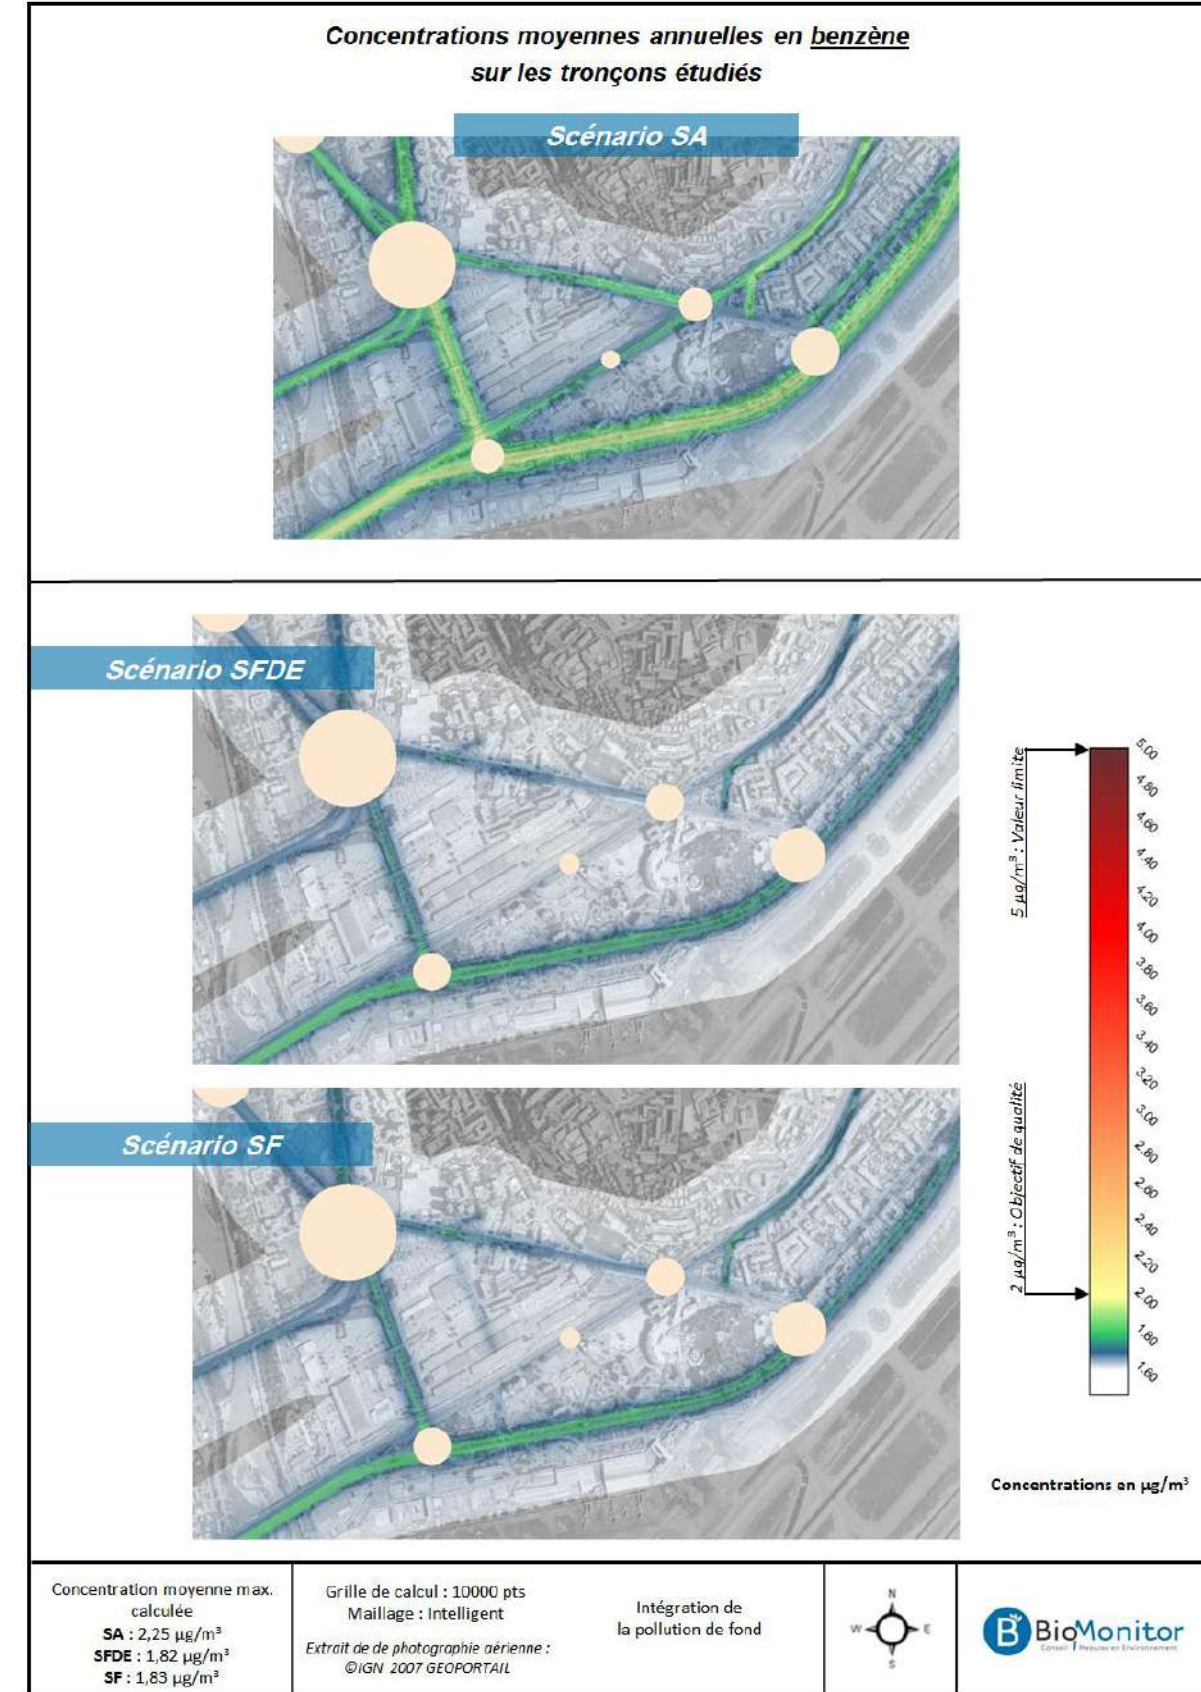 Concentrations moyennes annuelles en benzène
sur les tronçons étudiés
Scénario SA
Scénario SFDE
Scénario SF
5 µg/m³ : Valeur limite
2 µg/m³ : Objectif de qualité
5.00
4.80
4.60
4.40
4.20
4.00
3.80
3.60
3.40
3.20
3.00
2.80
2.60
2.40
2.20
2.00
1.80
1.60
Concentrations en µg/m³
Concentration moyenne max.
calculée
SA : 2,25 µg/m³
SFDE : 1,82 µg/m³
SF : 1,83 µg/m³
Grille de calcul : 10000 pts
Maillage : Intelligent
Extrait de de photographie aérienne :
©IGN 2007 GEOPORTAIL
Intégration de
la pollution de fond
N
W E
S
B BioMonitor
Conseil Mesures en Environnement